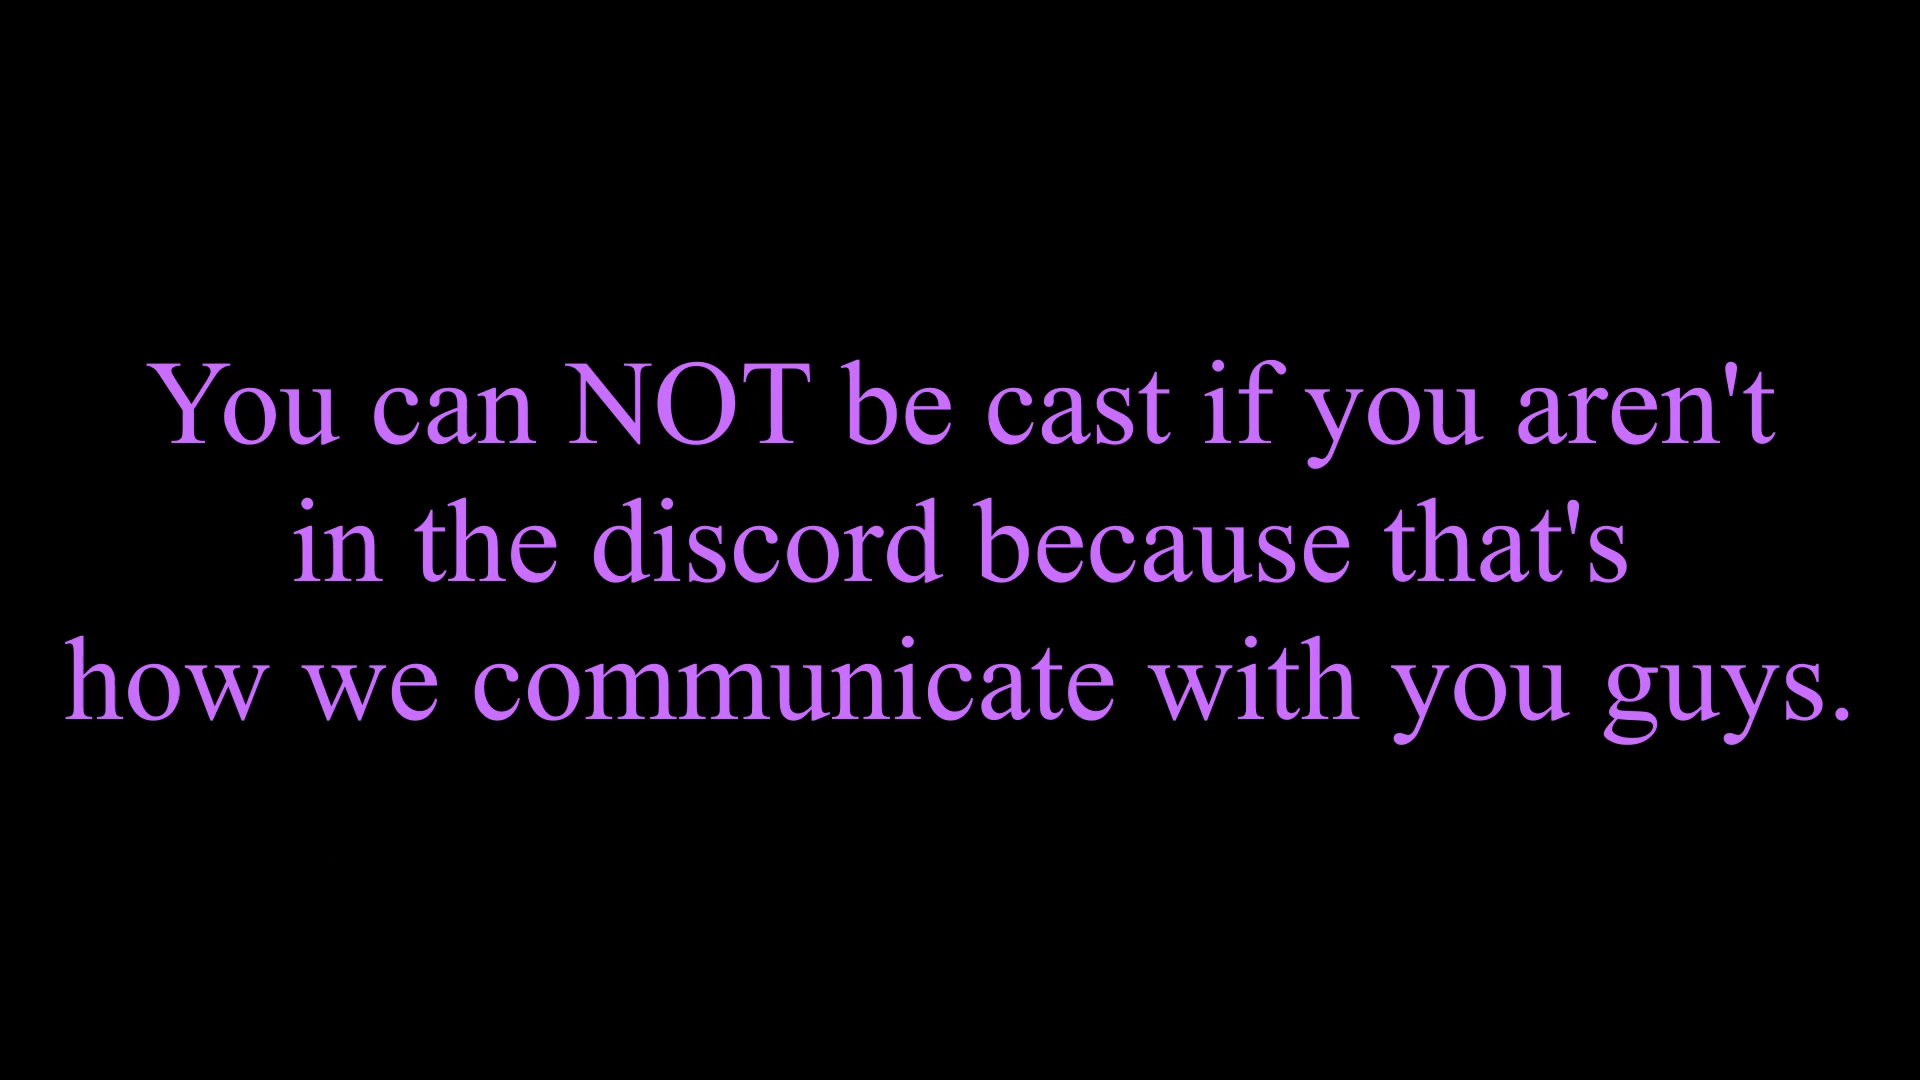 You can NOT be cast if you aren't
in the discord because that's
how we communicate with you guys.